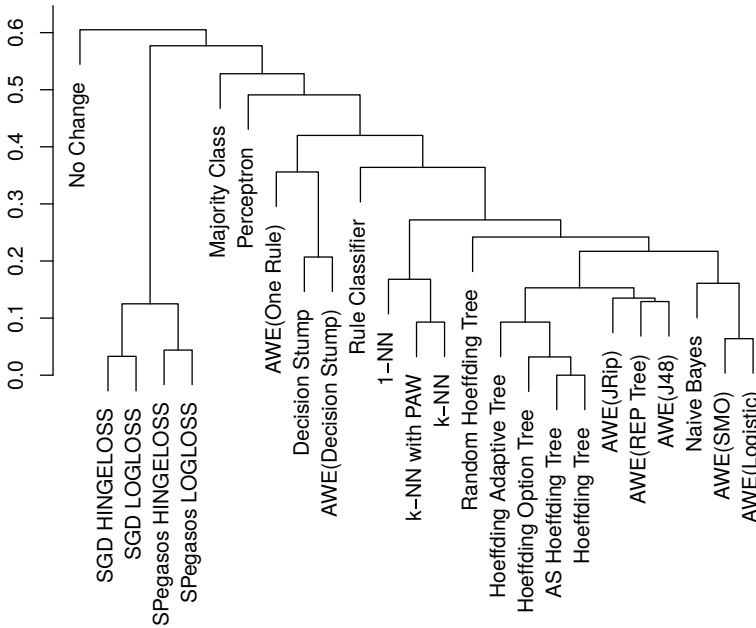 0.6
0.5
0.4
0.3
0.2
0.1
0.0
No Change
SGD HINGELOSS
SGD LOGLOSS
SPegasos HINGELOSS
SPegasos LOGLOSS
Majority Class
Perceptron
AWE(One Rule)
Decision Stump
AWE(Decision Stump)
Rule Classifier
1−NN
k−NN with PAW
k−NN
Random Hoeffding Tree
Hoeffding Adaptive Tree
Hoeffding Option Tree
AS Hoeffding Tree
Hoeffding Tree
AWE(JRip)
AWE(REP Tree)
AWE(J48)
Naive Bayes
AWE(SMO)
AWE(Logistic)